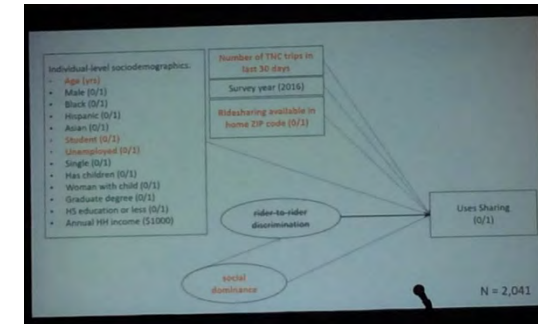 Individual-level sociodemographics:
- Age (yrs)
• Male (0/1)
• Black (0/1)
• Hispanic (0/1)
• Asian (0/1)
- Student (0/1)
- Unemployed (0/1)
• Single (0/1)
• Has children (0/1)
• Woman with child (0/1)
• Graduate degree (0/1)
• HS education or less (0/1)
• Annual HH income ($1000)
Number of TNC trips in
last 30 days
Survey year (2016)
Ridesharing available in
home ZIP code (0/1)
rider-to-rider
discrimination
social
dominance
Uses Sharing
(0/1)
N = 2,041